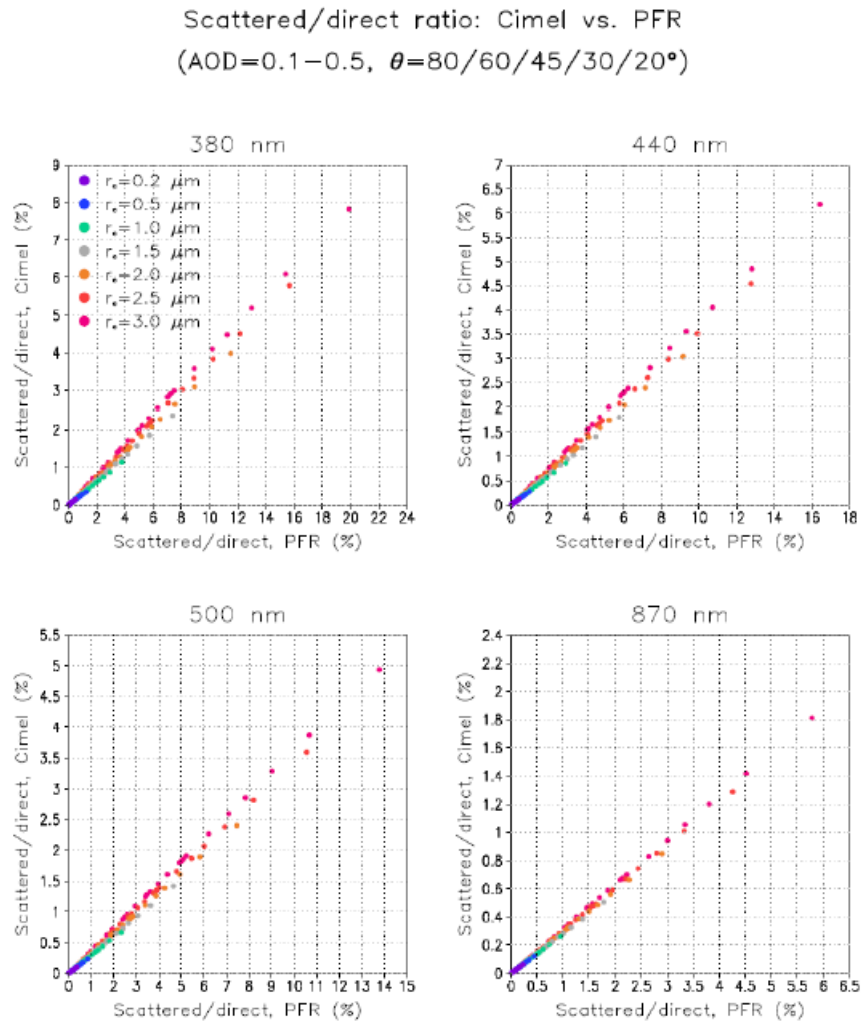 Scattered/direct ratio: Cimel vs. PFR
(AOD=0.1−0.5, θ=80/60/45/30/20°)
380 nm
9
8
7
6
5
4
3
2
1
0
Scattered/direct, Cimel (%)
rₑ=0.2 μm
rₑ=0.5 μm
rₑ=1.0 μm
rₑ=1.5 μm
rₑ=2.0 μm
rₑ=2.5 μm
rₑ=3.0 μm
0 2 4 6 8 10 12 14 16 18 20 22 24
Scattered/direct, PFR (%)
440 nm
7
6.5
6
5.5
5
4.5
4
3.5
3
2.5
2
1.5
1
0.5
0
Scattered/direct, Cimel (%)
0 2 4 6 8 10 12 14 16 18
Scattered/direct, PFR (%)
500 nm
5.5
5
4.5
4
3.5
3
2.5
2
1.5
1
0.5
0
Scattered/direct, Cimel (%)
0 1 2 3 4 5 6 7 8 9 10 11 12 13 14 15
Scattered/direct, PFR (%)
870 nm
2.4
2.2
2
1.8
1.6
1.4
1.2
1
0.8
0.6
0.4
0.2
0
Scattered/direct, Cimel (%)
0 0.5 1 1.5 2 2.5 3 3.5 4 4.5 5 5.5 6 6.5
Scattered/direct, PFR (%)